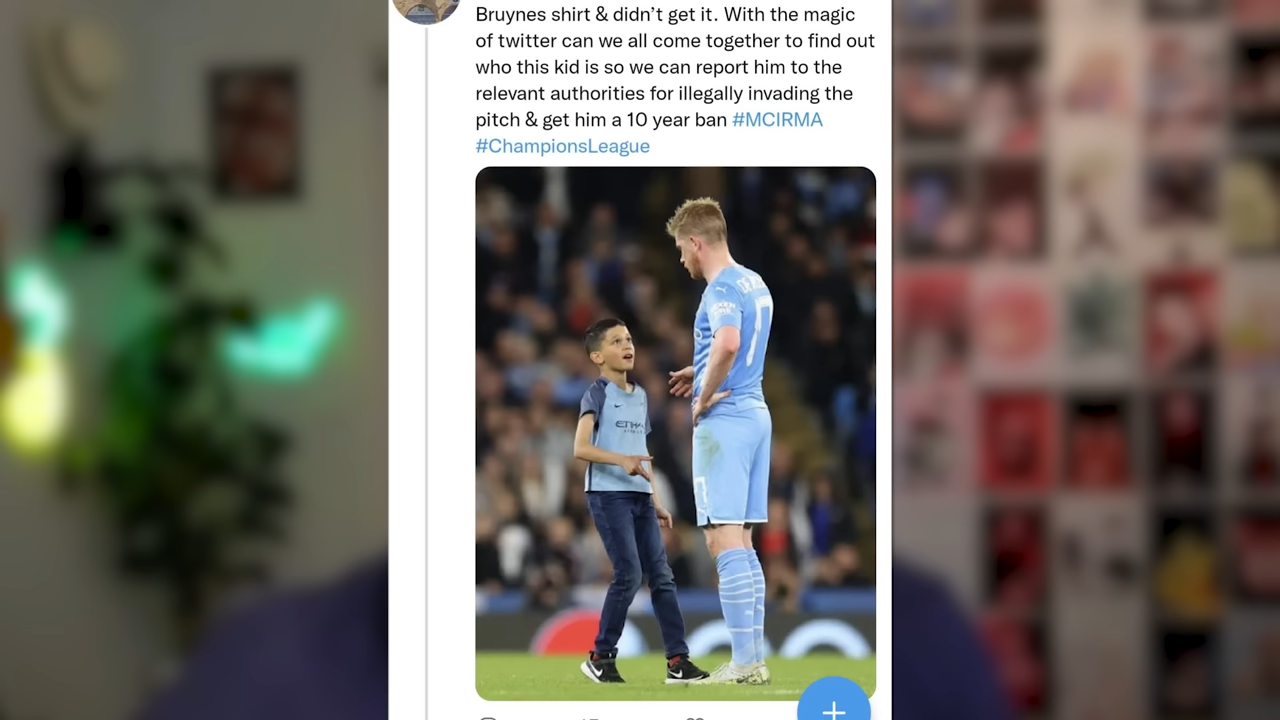 Bruynes shirt & didn’t get it. With the magic
of twitter can we all come together to find out
who this kid is so we can report him to the
relevant authorities for illegally invading the
pitch & get him a 10 year ban #MCIRMA
#ChampionsLeague
17
ETIHAD